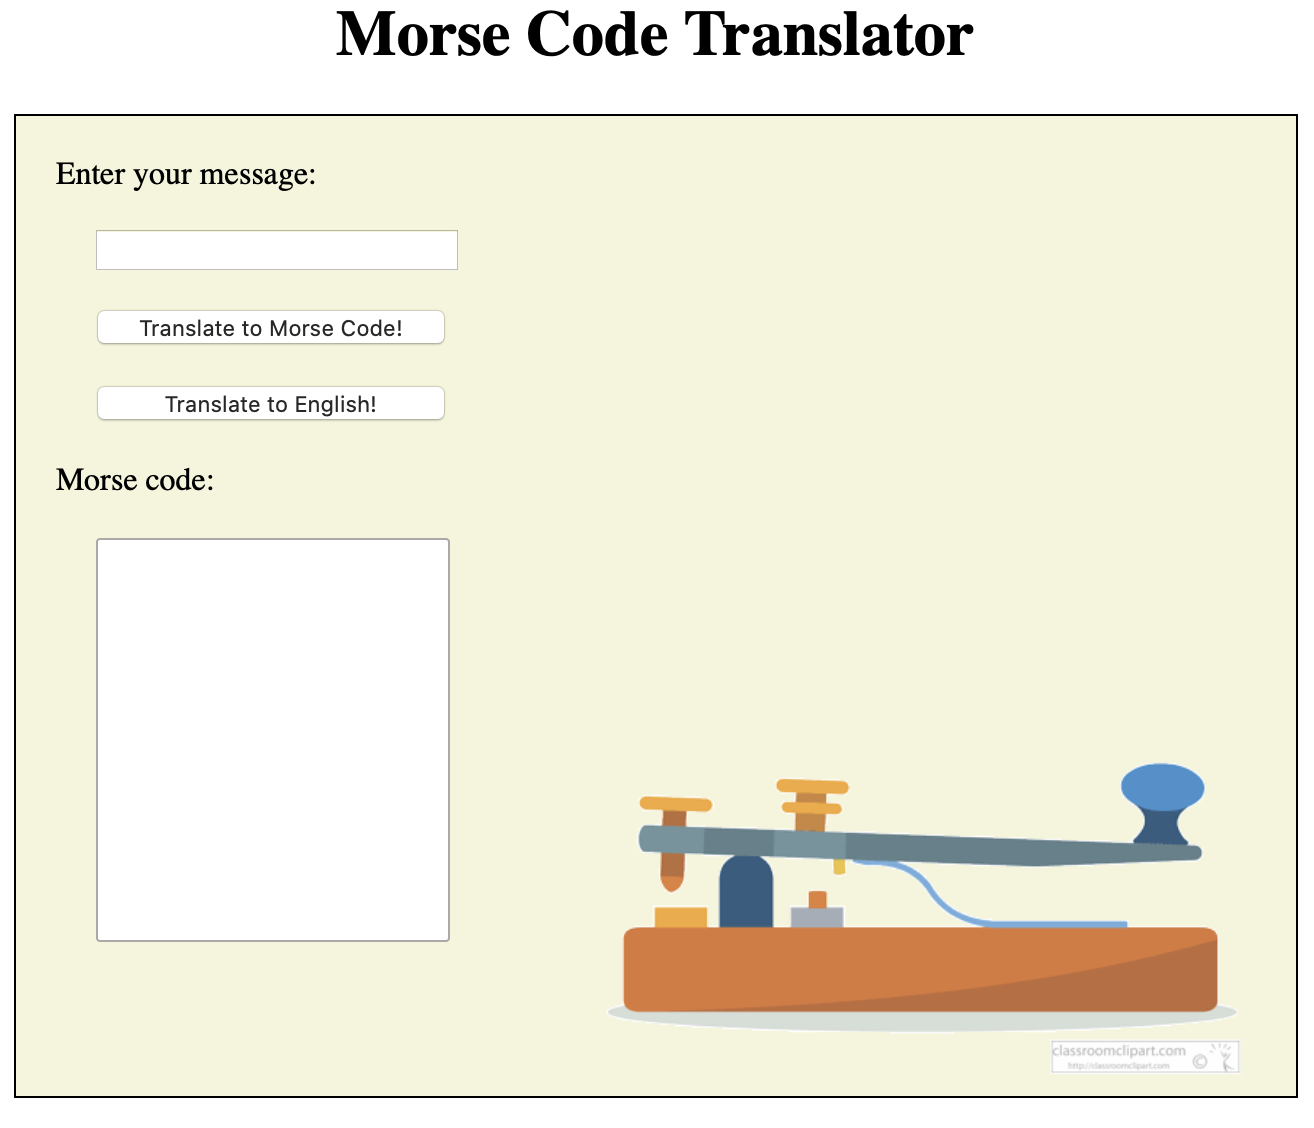 Morse Code Translator
Enter your message:
Translate to Morse Code!
Translate to English!
Morse code:
classroomclipart.com
©
http://classroomclipart.com